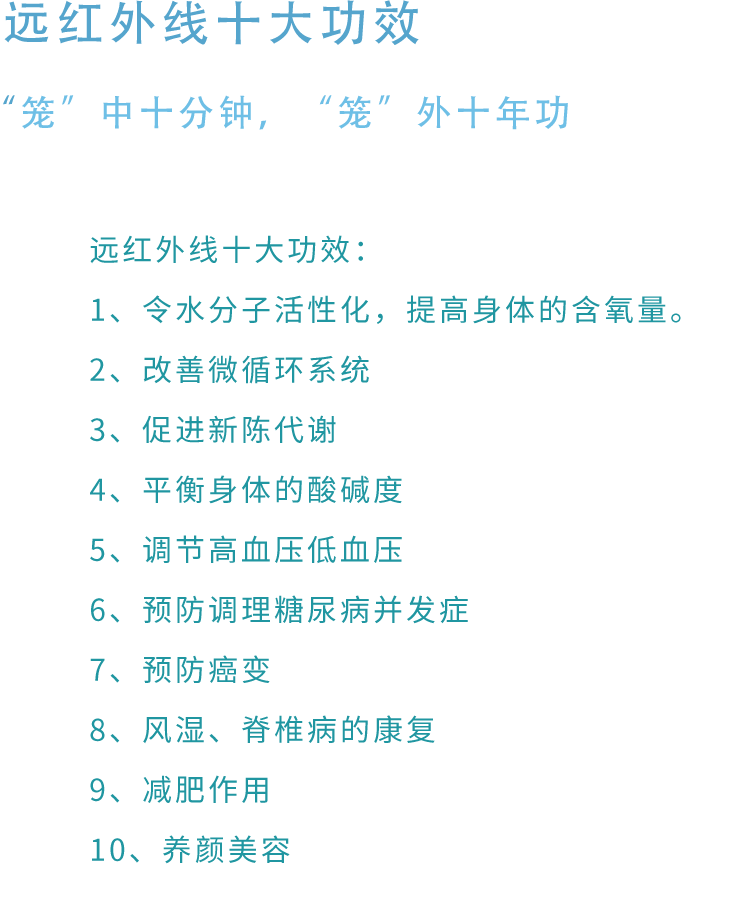 远红外线十大功效
“笼”中十分钟，“笼”外十年功
远红外线十大功效：
1、令水分子活性化，提高身体的含氧量。
2、改善微循环系统
3、促进新陈代谢
4、平衡身体的酸碱度
5、调节高血压低血压
6、预防调理糖尿病并发症
7、预防癌变
8、风湿、脊椎病的康复
9、减肥作用
10、养颜美容